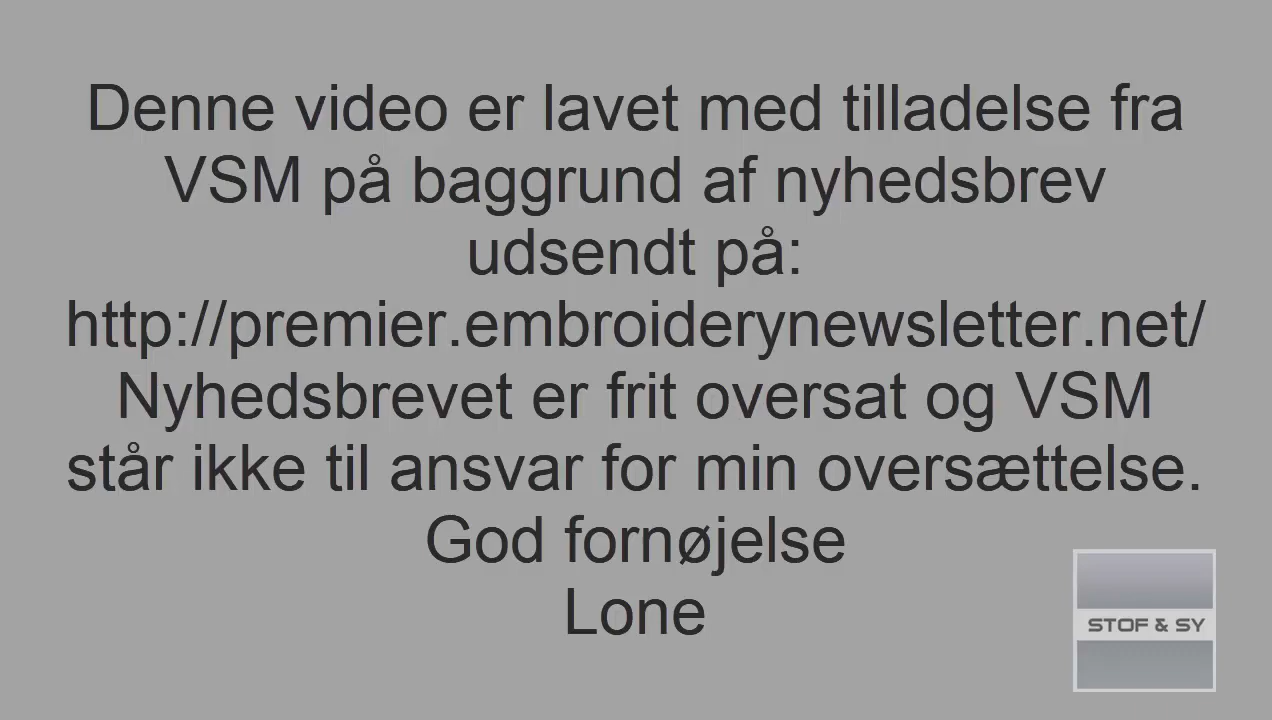 Denne video er lavet med tilladelse fra
VSM på baggrund af nyhedsbrev
udsendt på:
http://premier.embroiderynewsletter.net/
Nyhedsbrevet er frit oversat og VSM
står ikke til ansvar for min oversættelse.
God fornøjelse
Lone
STOF & SY